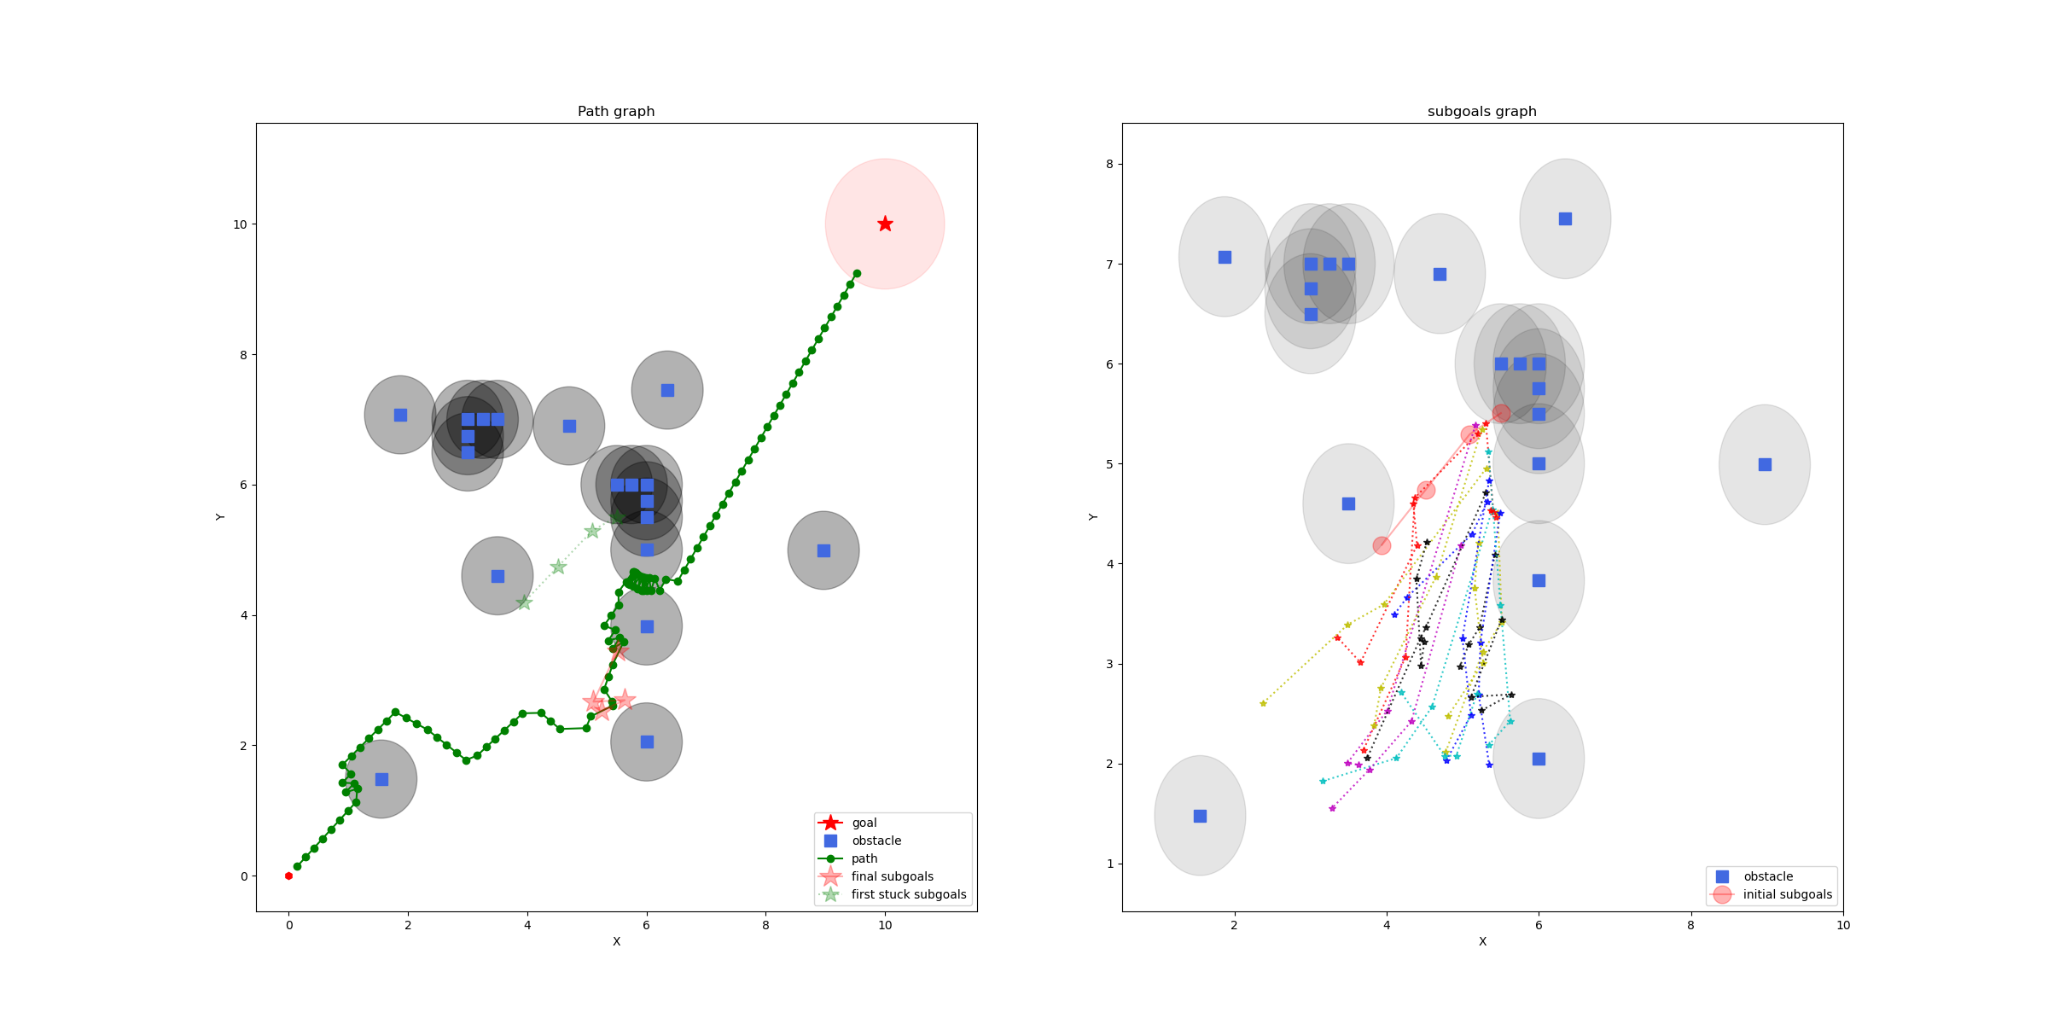 Path graph
Y
10
8
6
4
2
0
0 2 4 6 8 10
X
goal
obstacle
path
final subgoals
first stuck subgoals
subgoals graph
Y
8
7
6
5
4
3
2
1
2 4 6 8 10
X
obstacle
initial subgoals